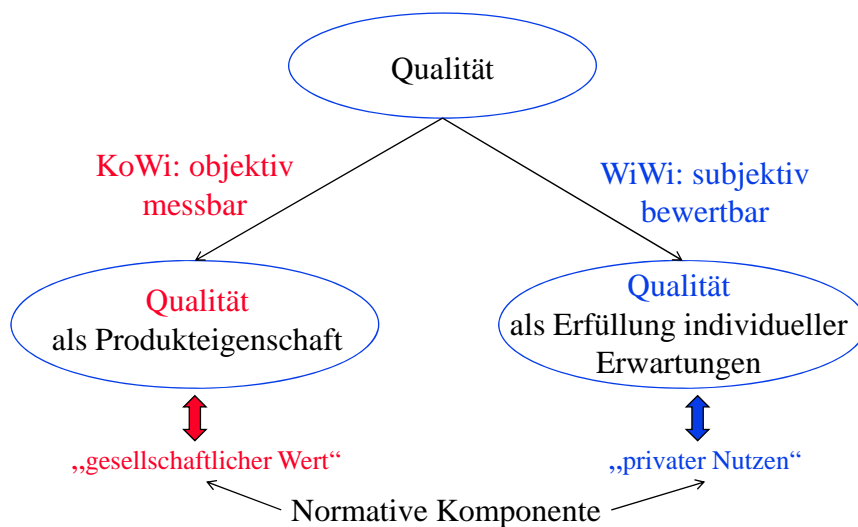 Qualität
KoWi: objektiv
messbar
WiWi: subjektiv
bewertbar
Qualität
als Produkteigenschaft
Qualität
als Erfüllung individueller
Erwartungen
„gesellschaftlicher Wert“
„privater Nutzen“
Normative Komponente